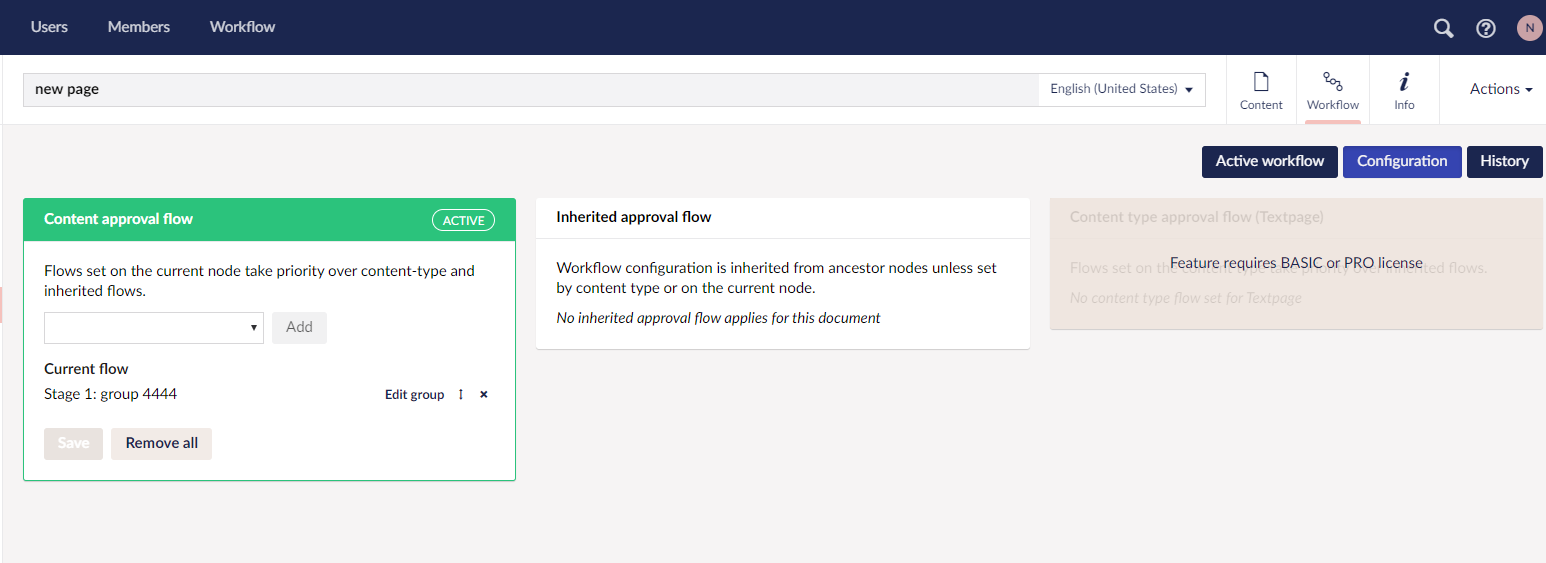 Users Members Workflow N
new page English (United States)
Content Workflow Info Actions
Active workflow Configuration History
Content approval flow ACTIVE
Flows set on the current node take priority over content-type and
inherited flows.
Add
Current flow
Stage 1: group 4444 Edit group
Save Remove all
Inherited approval flow
Workflow configuration is inherited from ancestor nodes unless set
by content type or on the current node.
No inherited approval flow applies for this document
Content type approval flow (Textpage)
Feature requires BASIC or PRO license
Flows set on the content type take priority over inherited flows.
No content type flow set for Textpage